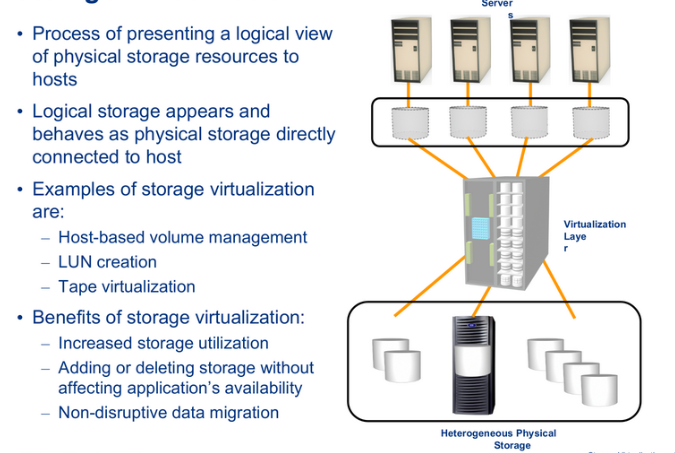 • Process of presenting a logical view
of physical storage resources to
hosts
• Logical storage appears and
behaves as physical storage directly
connected to host
• Examples of storage virtualization
are:
– Host-based volume management
– LUN creation
– Tape virtualization
• Benefits of storage virtualization:
– Increased storage utilization
– Adding or deleting storage without
affecting application's availability
– Non-disruptive data migration
Server
s
Virtualization
Laye
r
Heterogeneous Physical
Storage